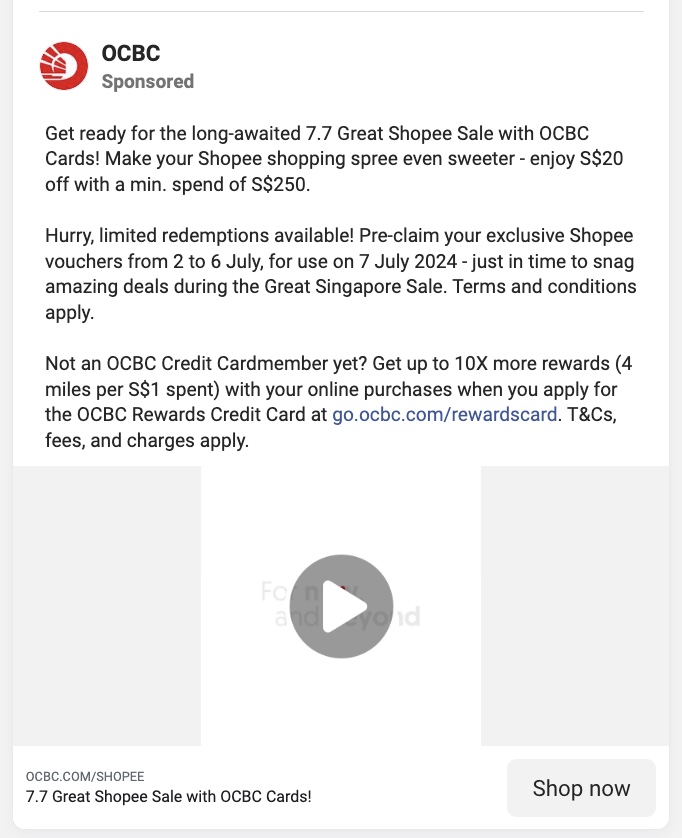 OCBC
Sponsored
Get ready for the long-awaited 7.7 Great Shopee Sale with OCBC
Cards! Make your Shopee shopping spree even sweeter - enjoy S$20
off with a min. spend of S$250.
Hurry, limited redemptions available! Pre-claim your exclusive Shopee
vouchers from 2 to 6 July, for use on 7 July 2024 - just in time to snag
amazing deals during the Great Singapore Sale. Terms and conditions
apply.
Not an OCBC Credit Cardmember yet? Get up to 10X more rewards (4
miles per S$1 spent) with your online purchases when you apply for
the OCBC Rewards Credit Card at go.ocbc.com/rewardscard. T&Cs,
fees, and charges apply.
and
OCBC.COM/SHOPEE
7.7 Great Shopee Sale with OCBC Cards!
Shop now